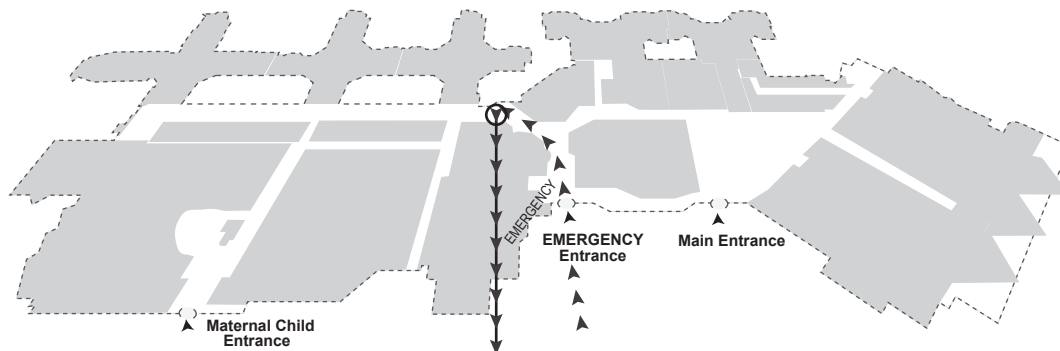 EMERGENCY
EMERGENCY
Entrance
Main Entrance
Maternal Child
Entrance